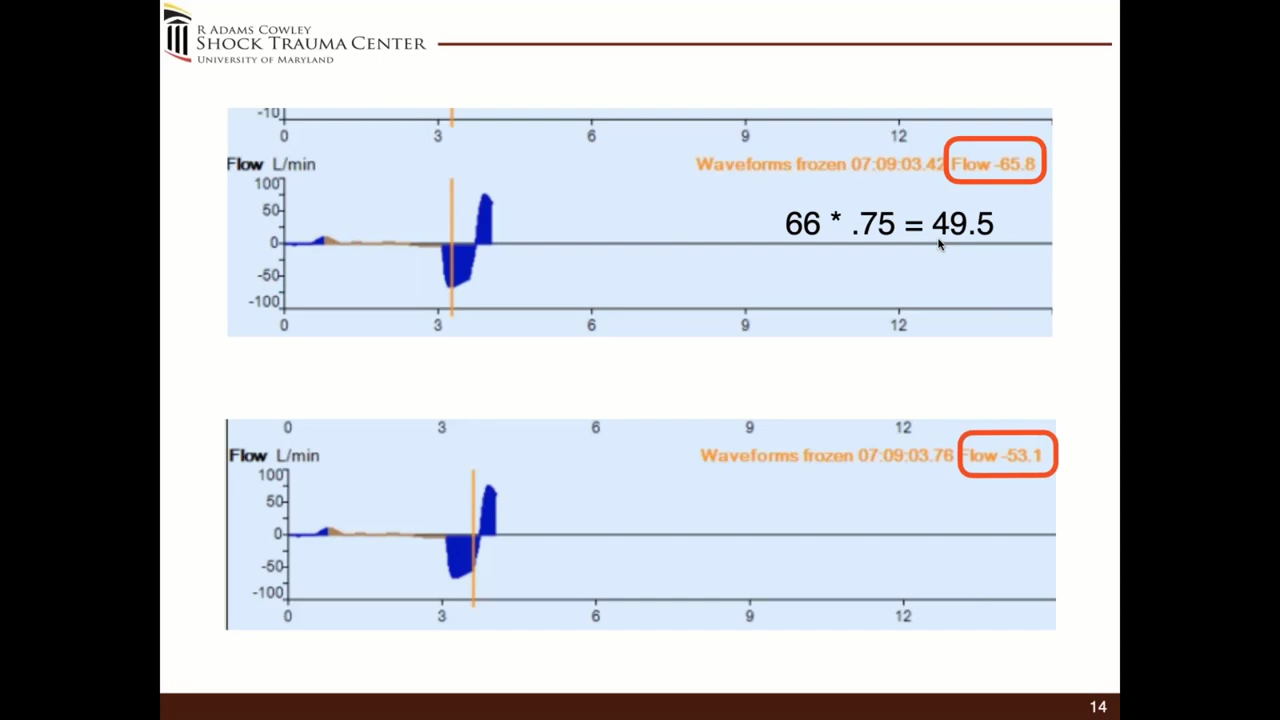 R ADAMS COWLEY
SHOCK TRAUMA CENTER
UNIVERSITY OF MARYLAND
-10
0 3 6 9 12
Flow L/min
Waveforms frozen 07:09:03.42 Flow -65.8
100
50
0
-50
-100
66 * .75 = 49.5
0 3 6 9 12
0 3 6 9 12
Flow L/min
Waveforms frozen 07:09:03.76 Flow -53.1
100
50
0
-50
-100
0 3 6 9 12
14